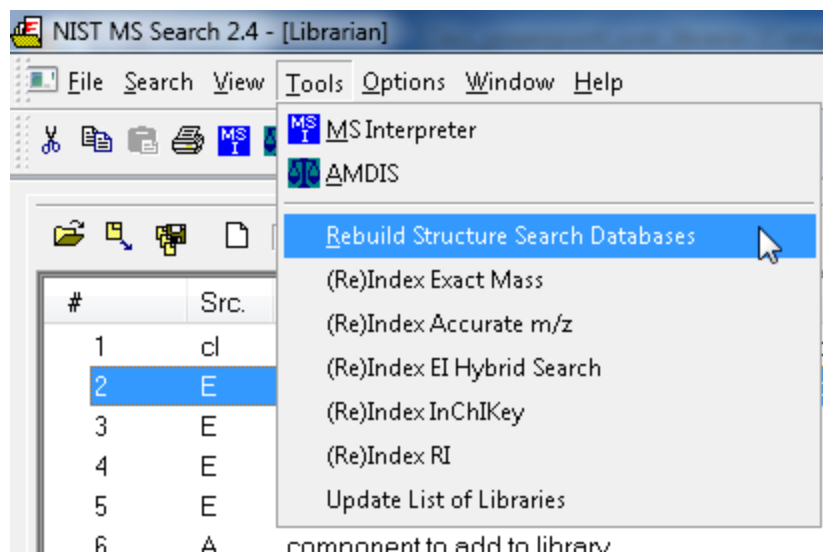 NIST MS Search 2.4 - [Librarian]
File Search View Tools Options Window Help
MS I
MS I MS Interpreter
AMDIS
Rebuild Structure Search Databases
(Re)Index Exact Mass
# Src.
(Re)Index Accurate m/z
1 cl
(Re)Index EI Hybrid Search
2 E
(Re)Index InChIKey
3 E
(Re)Index RI
4 E
Update List of Libraries
5 E
6 A component to add to library